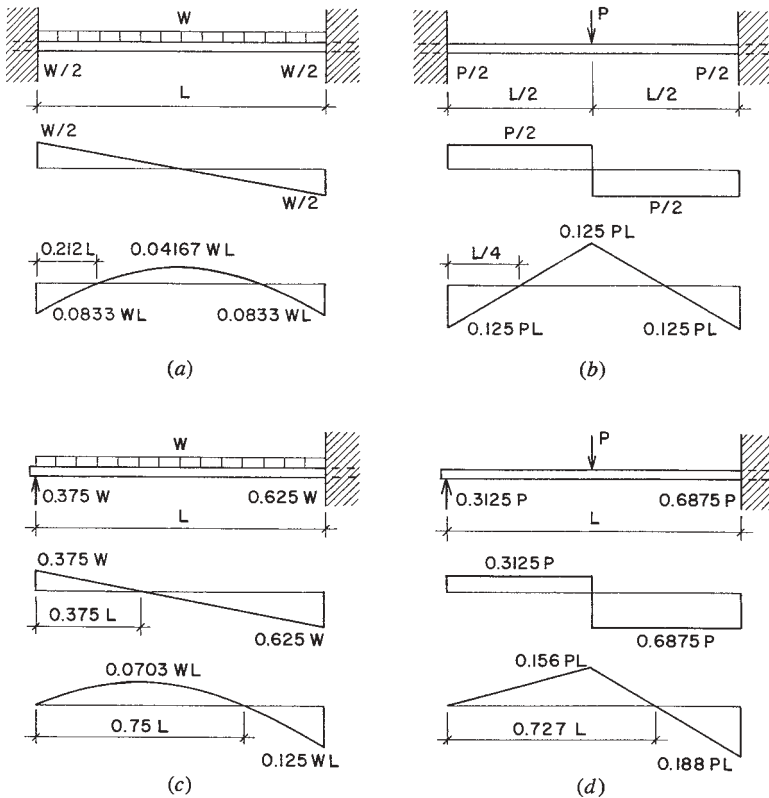 W
W/2
W/2
L
W/2
W/2
0.212 L
0.04167 WL
0.0833 WL
0.0833 WL
(a)
P
P/2
P/2
L/2
L/2
P/2
P/2
0.125 PL
L/4
0.125 PL
0.125 PL
(b)
W
0.375 W
0.625 W
L
0.375 W
0.375 L
0.625 W
0.0703 WL
0.75 L
0.125 WL
(c)
P
0.3125 P
0.6875 P
L
0.3125 P
0.6875 P
0.156 PL
0.727 L
0.188 PL
(d)